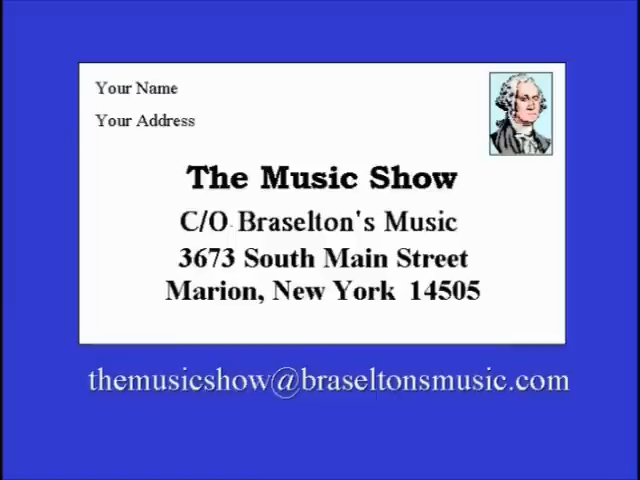 Your Name
Your Address
The Music Show
C/O Braselton's Music
3673 South Main Street
Marion, New York 14505
themusicshow@braseltonsmusic.com